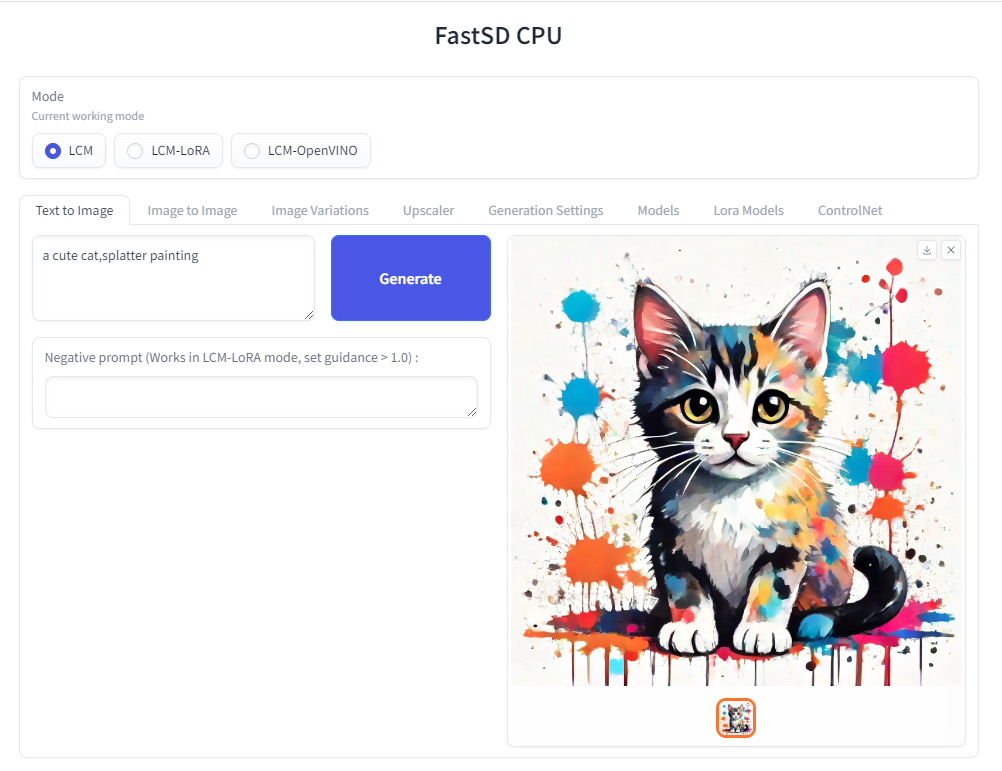 FastSD CPU
Mode
Current working mode
LCM
LCM-LoRA
LCM-OpenVINO
Text to Image
Image to Image
Image Variations
Upscaler
Generation Settings
Models
Lora Models
ControlNet
a cute cat,splatter painting
Generate
Negative prompt (Works in LCM-LoRA mode, set guidance > 1.0) :